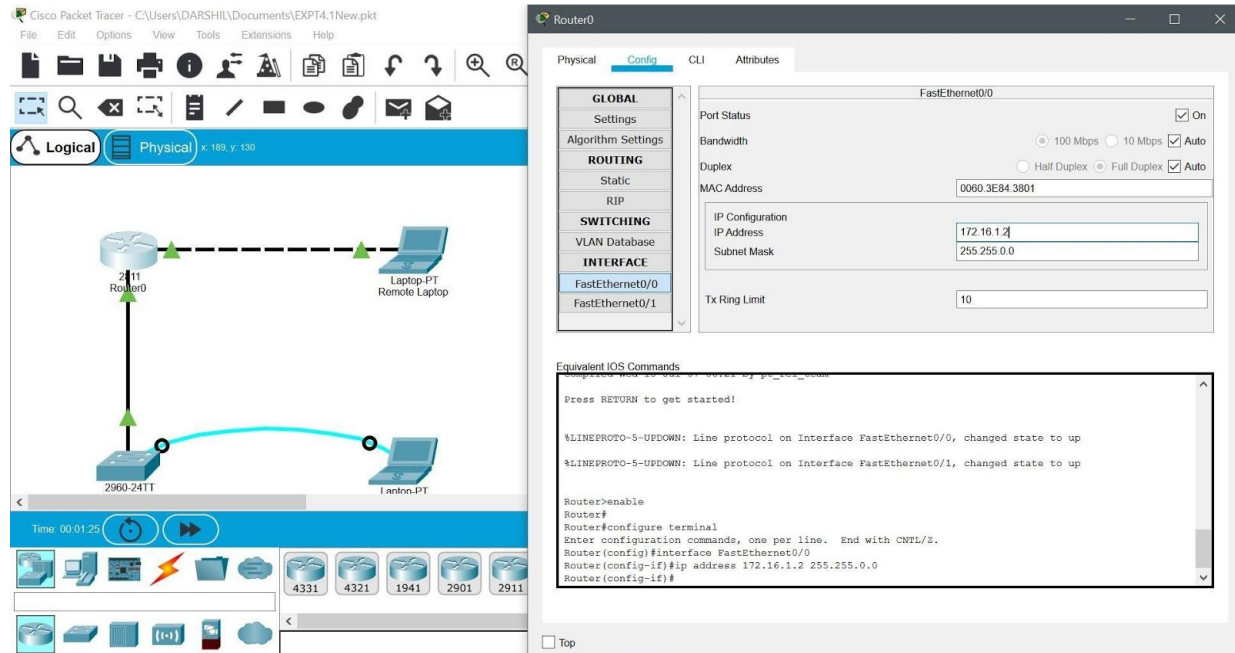 Cisco Packet Tracer - C:\Users\DARSHIL\Documents\EXPT4.1New.pkt
File Edit Options View Tools Extensions Help
Logical
Physical
x: 189, y: 130
2811
Router0
Laptop-PT
Remote Laptop
2960-24TT
Laptop-PT
Time: 00:01:25
4331 4321 1941 2901 2911
Router0
Physical Config CLI Attributes
GLOBAL
Settings
Algorithm Settings
ROUTING
Static
RIP
SWITCHING
VLAN Database
INTERFACE
FastEthernet0/0
FastEthernet0/1
FastEthernet0/0
Port Status On
Bandwidth 100 Mbps 10 Mbps Auto
Duplex Half Duplex Full Duplex Auto
MAC Address 0060.3E84.3801
IP Configuration
IP Address 172.16.1.2
Subnet Mask 255.255.0.0
Tx Ring Limit 10
Equivalent IOS Commands
Press RETURN to get started!
%LINEPROTO-5-UPDOWN: Line protocol on Interface FastEthernet0/0, changed state to up
%LINEPROTO-5-UPDOWN: Line protocol on Interface FastEthernet0/1, changed state to up
Router>enable
Router#
Router#configure terminal
Enter configuration commands, one per line. End with CNTL/Z.
Router(config)#interface FastEthernet0/0
Router(config-if)#ip address 172.16.1.2 255.255.0.0
Router(config-if)#
Top